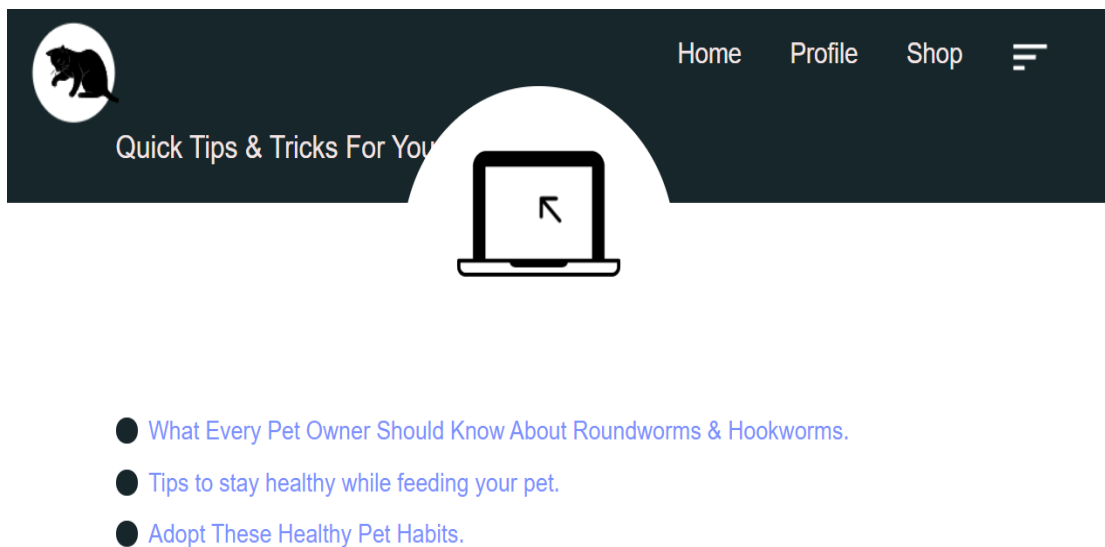 Home Profile Shop
Quick Tips & Tricks For You
What Every Pet Owner Should Know About Roundworms & Hookworms.
Tips to stay healthy while feeding your pet.
Adopt These Healthy Pet Habits.